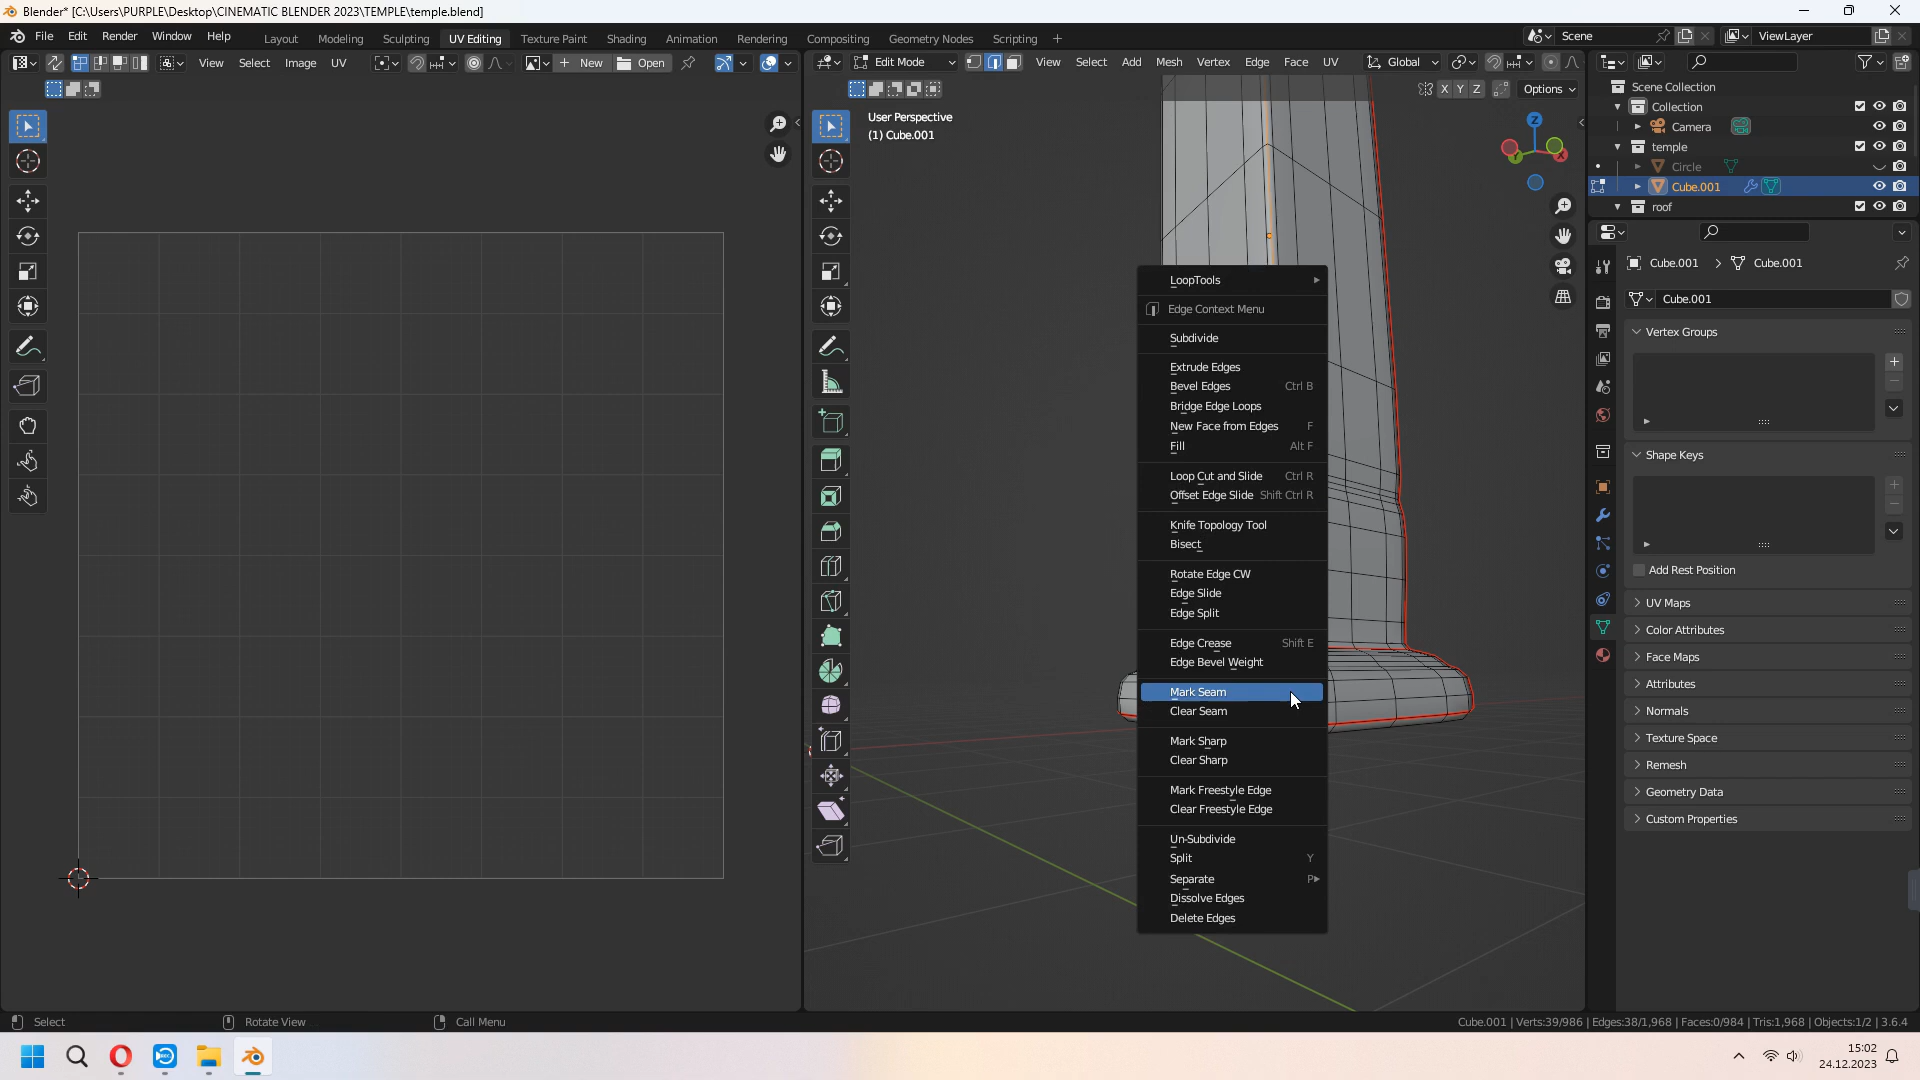 Blender* [C:\Users\PURPLE\Desktop\CINEMATIC BLENDER 2023\TEMPLE\temple.blend]
File Edit Render Window Help Layout Modeling Sculpting UV Editing Texture Paint Shading Animation Rendering Compositing Geometry Nodes Scripting + Scene ViewLayer
View Select Image UV New Open Edit Mode View Select Add Mesh Vertex Edge Face UV Global
X Y Z Options
User Perspective
(1) Cube.001
Z
Y
X
Scene Collection
Collection
Camera
temple
Circle
Cube.001
roof
Cube.001 > Cube.001
Cube.001
Vertex Groups
Shape Keys
Add Rest Position
UV Maps
Color Attributes
Face Maps
Attributes
Normals
Texture Space
Remesh
Geometry Data
Custom Properties
LoopTools
Edge Context Menu
Subdivide
Extrude Edges
Bevel Edges Ctrl B
Bridge Edge Loops
New Face from Edges F
Fill Alt F
Loop Cut and Slide Ctrl R
Offset Edge Slide Shift Ctrl R
Knife Topology Tool
Bisect
Rotate Edge CW
Edge Slide
Edge Split
Edge Crease Shift E
Edge Bevel Weight
Mark Seam
Clear Seam
Mark Sharp
Clear Sharp
Mark Freestyle Edge
Clear Freestyle Edge
Un-Subdivide
Split Y
Separate P
Dissolve Edges
Delete Edges
Select Rotate View Call Menu Cube.001 | Verts:39/986 | Edges:38/1,968 | Faces:0/984 | Tris:1,968 | Objects:1/2 | 3.6.4
REC
15:02
24.12.2023